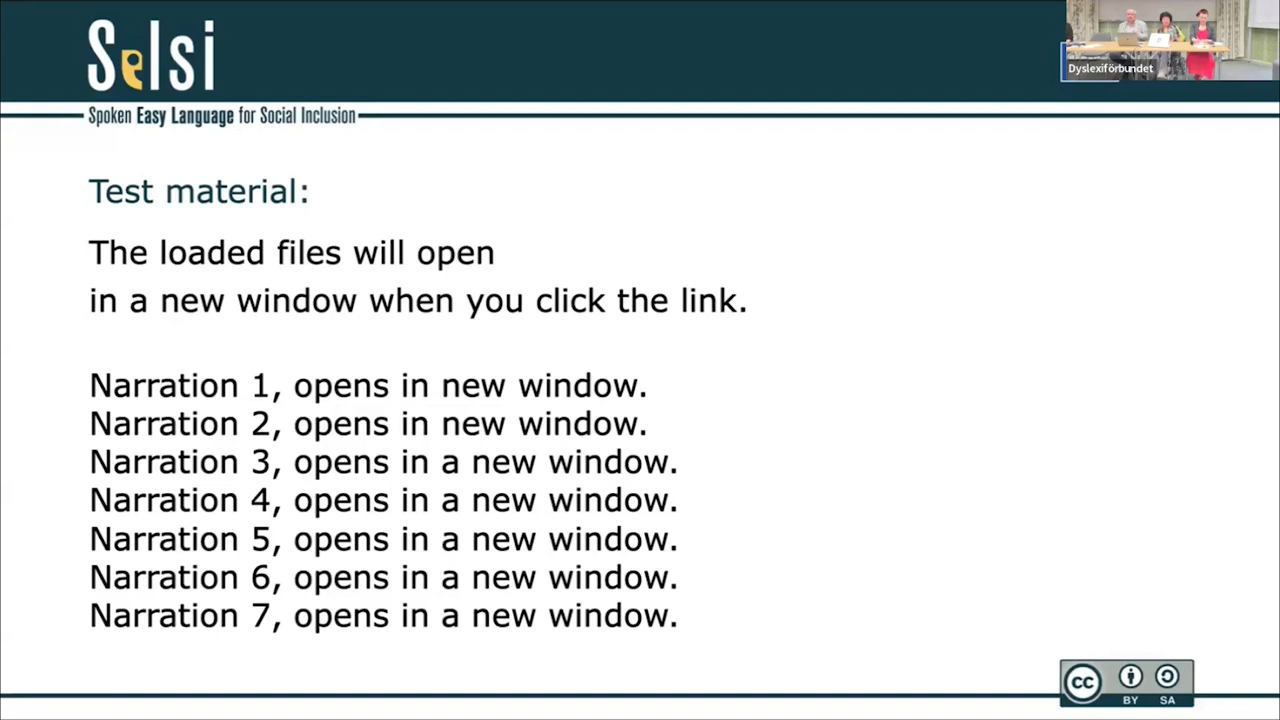 Selsi
Spoken Easy Language for Social Inclusion
Dyslexiförbundet
Test material:
The loaded files will open
in a new window when you click the link.
Narration 1, opens in new window.
Narration 2, opens in new window.
Narration 3, opens in a new window.
Narration 4, opens in a new window.
Narration 5, opens in a new window.
Narration 6, opens in a new window.
Narration 7, opens in a new window.
CC
BY SA